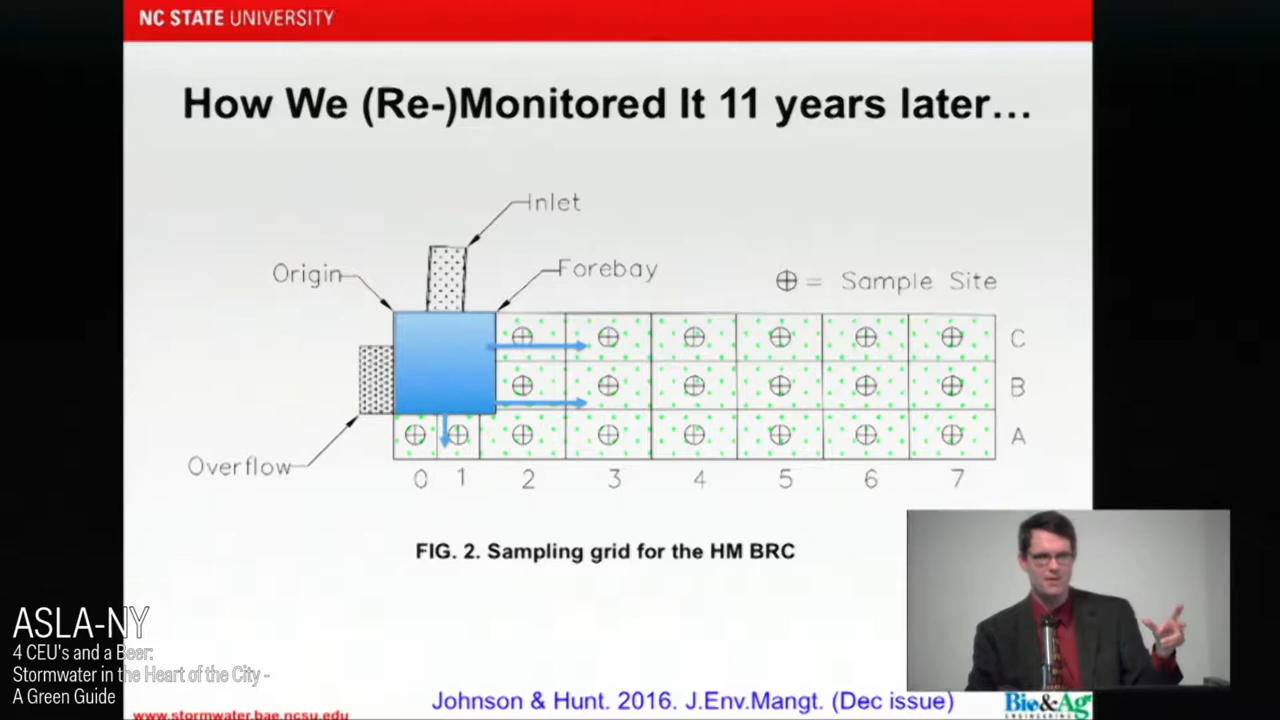 NC STATE UNIVERSITY
How We (Re-)Monitored It 11 years later...
Inlet
Origin
Forebay
= Sample Site
C
B
A
Overflow
0 1 2 3 4 5 6 7
FIG. 2. Sampling grid for the HM BRC
ASLA-NY
4 CEU's and a Beer:
Stormwater in the Heart of the City -
A Green Guide
Johnson & Hunt. 2016. J.Env.Mangt. (Dec issue)
www.stormwater.bae.ncsu.edu
Bio&Ag
ENGINEERING